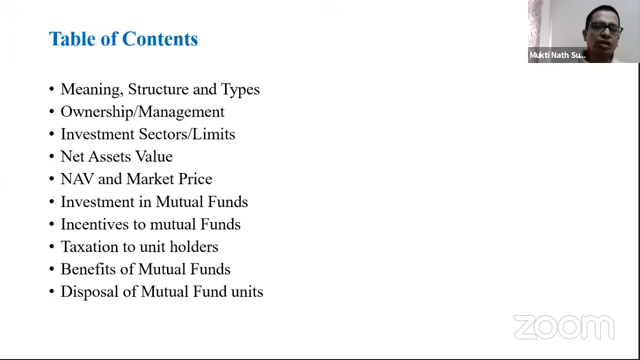 Table of Contents
• Meaning, Structure and Types
• Ownership/Management
• Investment Sectors/Limits
• Net Assets Value
• NAV and Market Price
• Investment in Mutual Funds
• Incentives to mutual Funds
• Taxation to unit holders
• Benefits of Mutual Funds
• Disposal of Mutual Fund units
Mukti Nath Su...
zoom